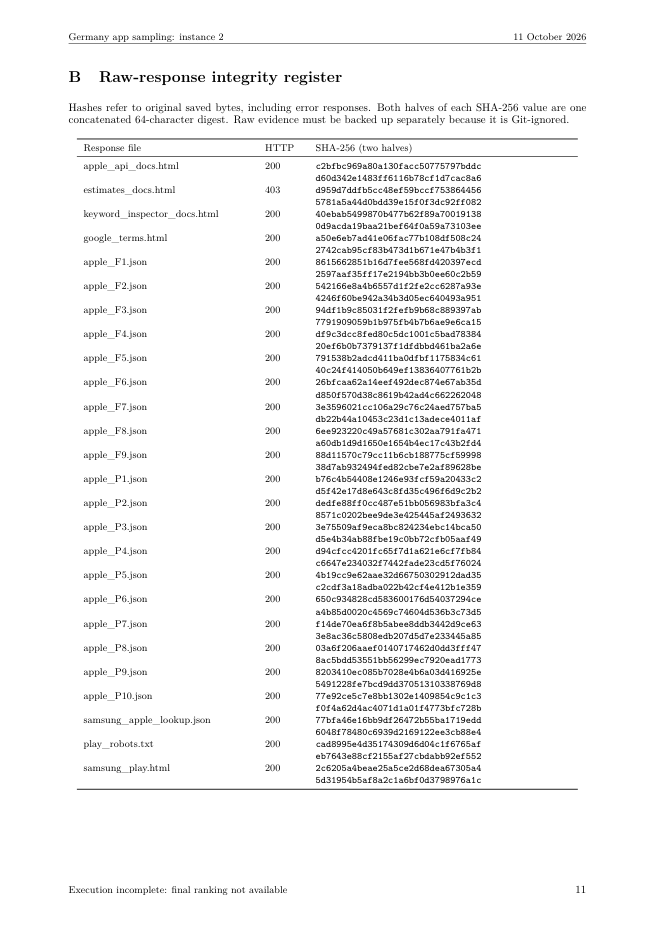 Germany app sampling: instance 2 11 October 2026
B Raw-response integrity register
Hashes refer to original saved bytes, including error responses. Both halves of each SHA-256 value are one
concatenated 64-character digest. Raw evidence must be backed up separately because it is Git-ignored.
Response file HTTP SHA-256 (two halves)
apple_api_docs.html 200 c2bfbc969a80a130facc50775797bddc
d60d342e1483ff6116b78cf1d7cac8a6
estimates_docs.html 403 d959d7ddfb5cc48ef59bccf753864456
5781a5a44d0bdd39e15f0f3dc92ff082
keyword_inspector_docs.html 200 40ebab5499870b477b62f89a70019138
0d9acda19baa21bef64f0a59a73103ee
google_terms.html 200 a50e6eb7ad41e06fac77b108df508c24
2742cab95cf83b473d1b671e47b4b3f1
apple_F1.json 200 8615662851b16d7fee568fd420397ecd
2597aaf35ff17e2194bb3b0ee60c2b59
apple_F2.json 200 542166e8a4b6557d1f2fe2cc6287a93e
4246f60be942a34b3d05ec640493a951
apple_F3.json 200 94df1b9c85031f2fefb9b68c889397ab
7791909059b1b975fb4b7b6ae9e6ca15
apple_F4.json 200 df9c3dcc8fed80c5dc1001c5bad78384
20ef6b0b7379137f1dfdbbd461ba2a6e
apple_F5.json 200 791538b2adcd411ba0dfbf1175834c61
40c24f414050b649ef13836407761b2b
apple_F6.json 200 26bfcaa62a14eef492dec874e67ab35d
d850f570d38c8619b42ad4c662262048
apple_F7.json 200 3e3596021cc106a29c76c24aed757ba5
db22b44a10453c23d1c13adece4011af
apple_F8.json 200 6ee923220c49a57681c302aa791fa471
a60db1d9d1650e1654b4ec17c43b2fd4
apple_F9.json 200 88d11570c79cc11b6cb188775cf59998
38d7ab932494fed82cbe7e2af89628be
apple_P1.json 200 b76c4b54408e1246e93fcf59a20433c2
d5f42e17d8e643c8fd35c496f6d9c2b2
apple_P2.json 200 dedfe88ff0cc487e51bb056983bfa3c4
8571c0202bee9de3e425445af2493632
apple_P3.json 200 3e75509af9eca8bc824234ebc14bca50
d5e4b34ab88fbe19c0bb72cfb05aaf49
apple_P4.json 200 d94cfcc4201fc65f7d1a621e6cf7fb84
c6647e234032f7442fade23cd5f76024
apple_P5.json 200 4b19cc9e62aae32d66750302912dad35
c2cdf3a18adba022b42cf4e412b1e359
apple_P6.json 200 650c934828cd583600176d54037294ce
a4b85d0020c4569c74604d536b3c73d5
apple_P7.json 200 f14de70ea6f8b5abee8ddb3442d9ce63
3e8ac36c5808edb207d5d7e233445a85
apple_P8.json 200 03a6f206aaef0140717462d0dd3fff47
8ac5bdd53551bb56299ec7920ead1773
apple_P9.json 200 8203410ec085b7028e4b6a03d416925e
5491228fe7bcd9dd37051310338769d8
apple_P10.json 200 77e92ce5c7e8bb1302e1409854c9c1c3
f0f4a62d4ac4071d1a01f4773bfc728b
samsung_apple_lookup.json 200 77bfa46e16bb9df26472b55ba1719edd
6048f78480c6939d2169122ee3cb88e4
play_robots.txt 200 cad8995e4d35174309d6d04c1f6765af
eb7643e88cf2155af27cbdabb92ef552
samsung_play.html 200 2c6205a4beae25a5ce2d68dea67305a4
5d31954b5af8a2c1a6bf0d3798976a1c
Execution incomplete: final ranking not available 11